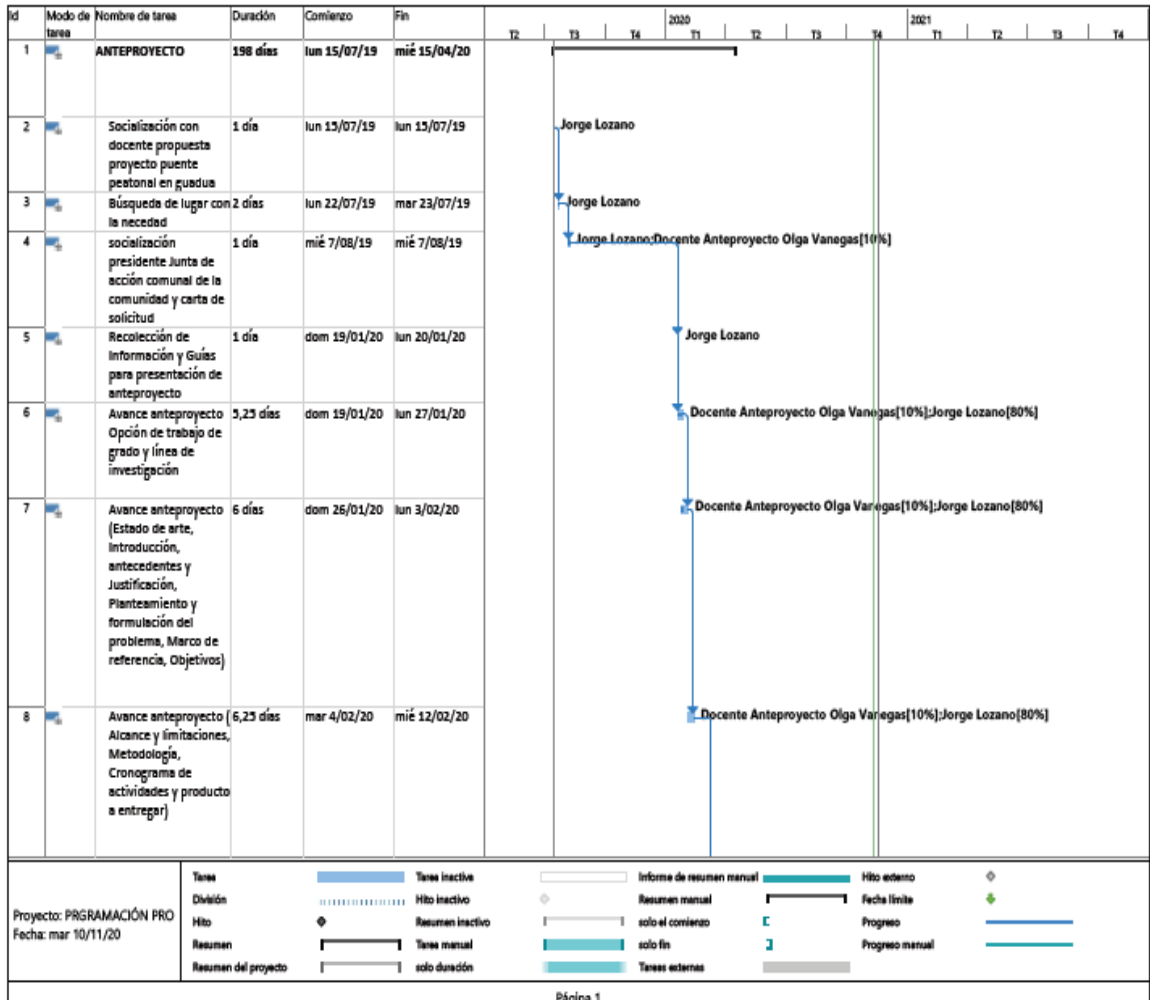 Id Modo de tarea Nombre de tarea Duración Comienzo Fin
2020 2021
T2 T3 T4 T1 T2 T3 T4 T1 T2 T3 T4
1 ANTEPROYECTO 198 días lun 15/07/19 mié 15/04/20
2 Socialización con 1 día lun 15/07/19 lun 15/07/19 Jorge Lozano
docente propuesta
proyecto puente
peatonal en guadua
3 Búsqueda de lugar con 2 días lun 22/07/19 mar 23/07/19 Jorge Lozano
la necedad
4 socialización 1 día mié 7/08/19 mié 7/08/19 Jorge Lozano;Docente Anteproyecto Olga Vanegas[10%]
presidente Junta de
acción comunal de la
comunidad y carta de
solicitud
5 Recolección de 1 día dom 19/01/20 lun 20/01/20 Jorge Lozano
Información y Guías
para presentación de
anteproyecto
6 Avance anteproyecto 5,25 días dom 19/01/20 lun 27/01/20 Docente Anteproyecto Olga Vanegas[10%];Jorge Lozano[80%]
Opción de trabajo de
grado y línea de
investigación
7 Avance anteproyecto 6 días dom 26/01/20 lun 3/02/20 Docente Anteproyecto Olga Vanegas[10%];Jorge Lozano[80%]
(Estado de arte,
Introducción,
antecedentes y
Justificación,
Planteamiento y
formulación del
problema, Marco de
referencia, Objetivos)
8 Avance anteproyecto ( 6,25 días mar 4/02/20 mié 12/02/20 Docente Anteproyecto Olga Vanegas[10%];Jorge Lozano[80%]
Alcance y limitaciones,
Metodología,
Cronograma de
actividades y producto
a entregar)
Proyecto: PRGRAMACIÓN PRO
Fecha: mar 10/11/20
Tarea Tarea inactiva Informe de resumen manual Hito externo
División Hito inactivo Resumen manual Fecha límite
Hito Resumen inactivo solo el comienzo Progreso
Resumen Tarea manual solo fin Progreso manual
Resumen del proyecto solo duración Tareas externas
Página 1